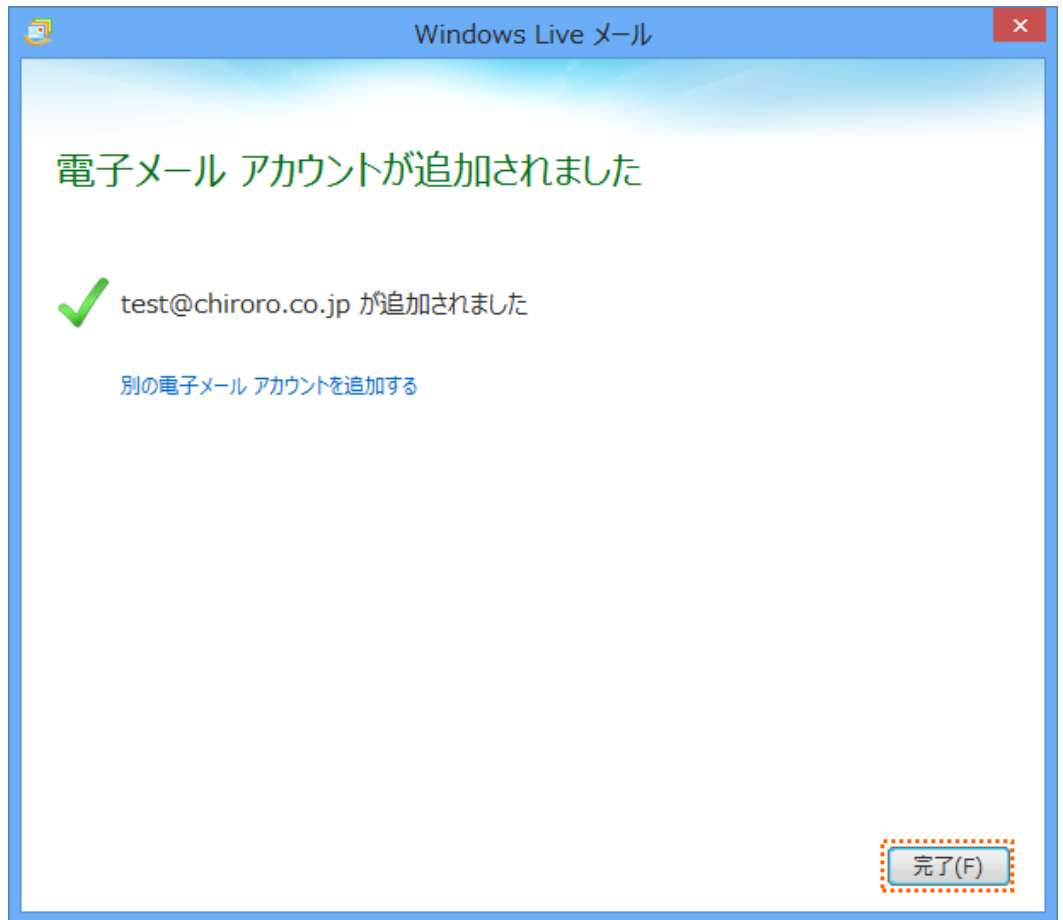 Windows Live メール
電子メール アカウントが追加されました
test@chiroro.co.jp が追加されました
別の電子メール アカウントを追加する
完了(F)